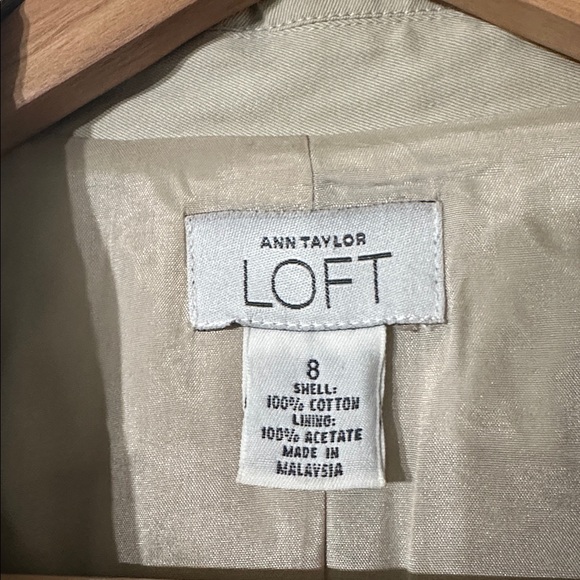 ANN TAYLOR
LOFT
8
SHELL:
100% COTTON
LINING:
100% ACETATE
MADE IN
MALAYSIA